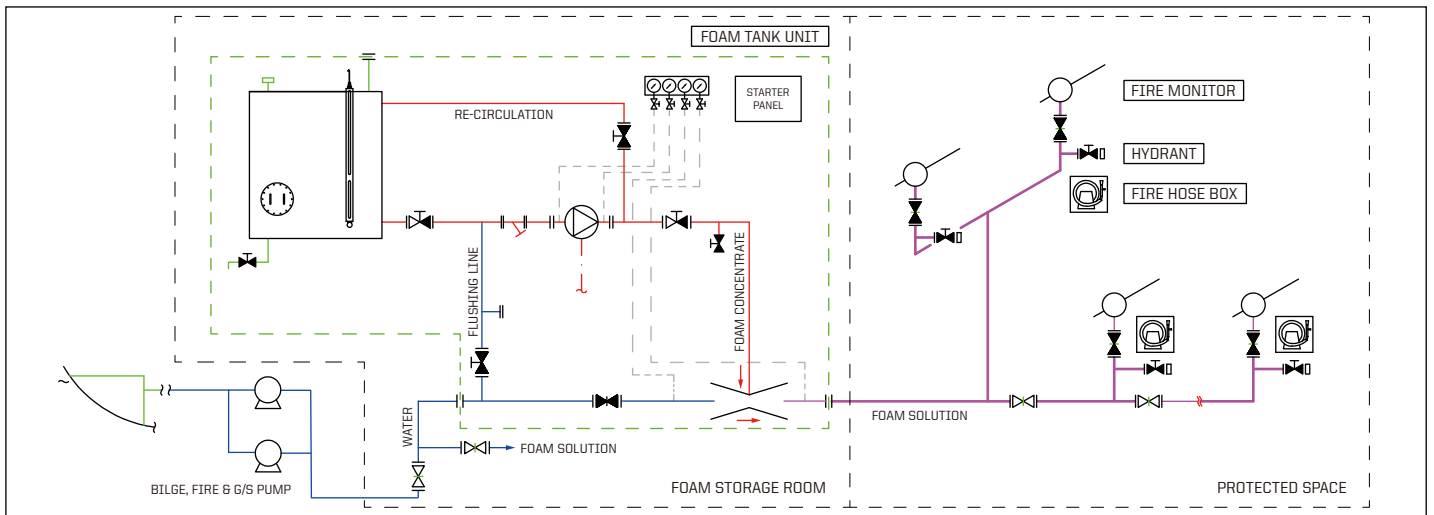 FOAM TANK UNIT
STARTER
PANEL
RE-CIRCULATION
FIRE MONITOR
HYDRANT
FIRE HOSE BOX
FLUSHING LINE
FOAM CONCENTRATE
WATER
FOAM SOLUTION
FOAM SOLUTION
BILGE, FIRE & G/S PUMP
FOAM STORAGE ROOM
PROTECTED SPACE